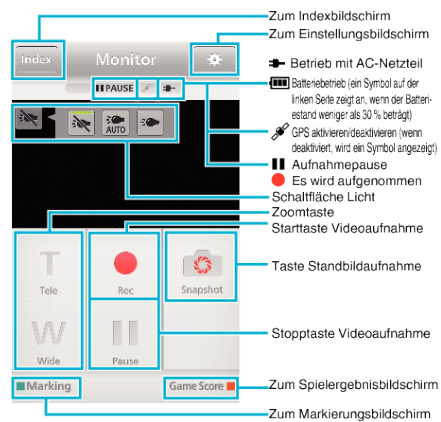 Zum Indexbildschirm
Zum Einstellungsbildschirm
Index
Monitor
Betrieb mit AC-Netzteil
PAUSE
Batteriebetrieb (ein Symbol auf der
linken Seite zeigt an, wenn der Batteri-
estand weniger als 30 % beträgt)
AUTO
GPS aktivieren/deaktivieren (wenn
deaktiviert, wird ein Symbol angezeigt)
Aufnahmepause
Es wird aufgenommen
Schaltfläche Licht
Zoomtaste
Starttaste Videoaufnahme
T
Tele
Rec
Snapshot
Taste Standbildaufnahme
W
Wide
Pause
Stopptaste Videoaufnahme
Marking
Game Score
Zum Spielergebnisbildschirm
Zum Markierungsbildschirm